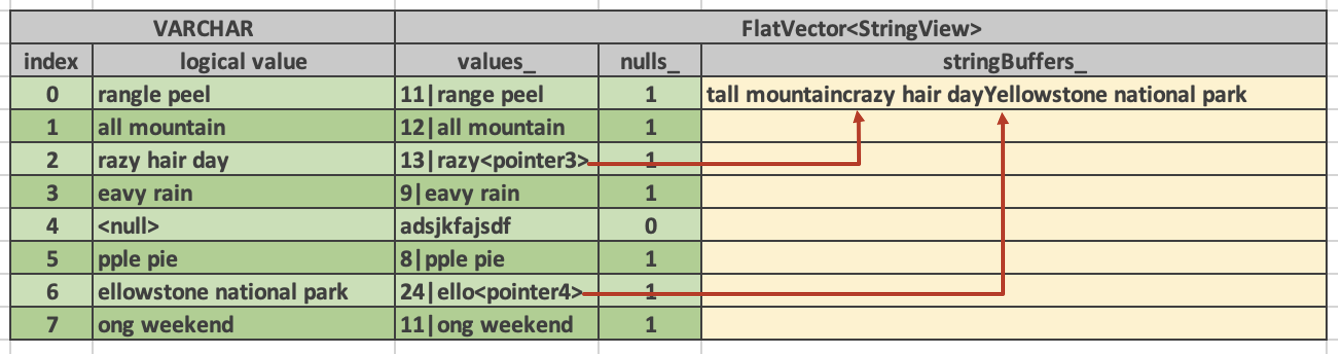 VARCHAR FlatVector<StringView>
index logical value values_ nulls_ stringBuffers_
0 rangle peel 11|range peel 1 tall mountaincrazy hair dayYellowstone national park
1 all mountain 12|all mountain 1
2 razy hair day 13|razy<pointer3> 1
3 eavy rain 9|eavy rain 1
4 <null> adsjkfajsdf 0
5 pple pie 8|pple pie 1
6 ellowstone national park 24|ello<pointer4> 1
7 ong weekend 11|ong weekend 1